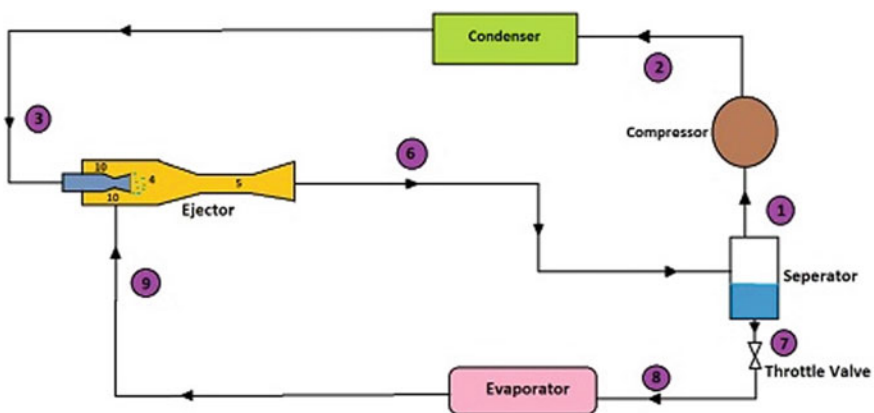 Condenser
2
3
Compressor
10
4
6
5
10
Ejector
1
9
Seperator
7
Throttle Valve
Evaporator
8